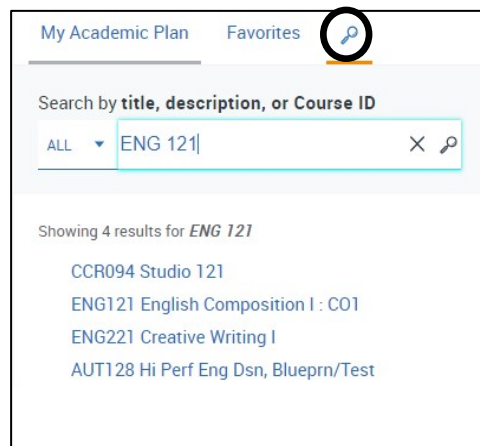 My Academic Plan Favorites
Search by title, description, or Course ID
ALL ENG 121
Showing 4 results for ENG 121
CCR094 Studio 121
ENG121 English Composition I : CO1
ENG221 Creative Writing I
AUT128 Hi Perf Eng Dsn, Blueprn/Test